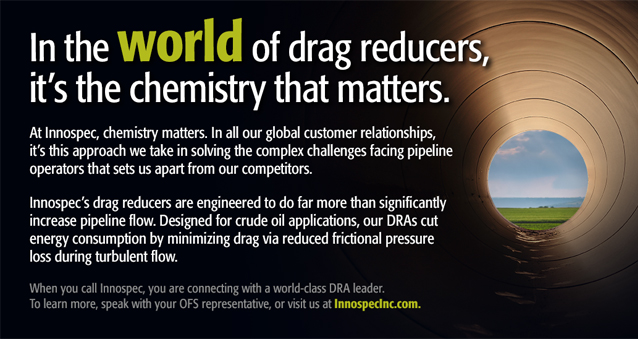 In the world of drag reducers,
it's the chemistry that matters.
At Innospec, chemistry matters. In all our global customer relationships,
it's this approach we take in solving the complex challenges facing pipeline
operators that sets us apart from our competitors.
Innospec's drag reducers are engineered to do far more than significantly
increase pipeline flow. Designed for crude oil applications, our DRAs cut
energy consumption by minimizing drag via reduced frictional pressure
loss during turbulent flow.
When you call Innospec, you are connecting with a world-class DRA leader.
To learn more, speak with your OFS representative, or visit us at InnospecInc.com.